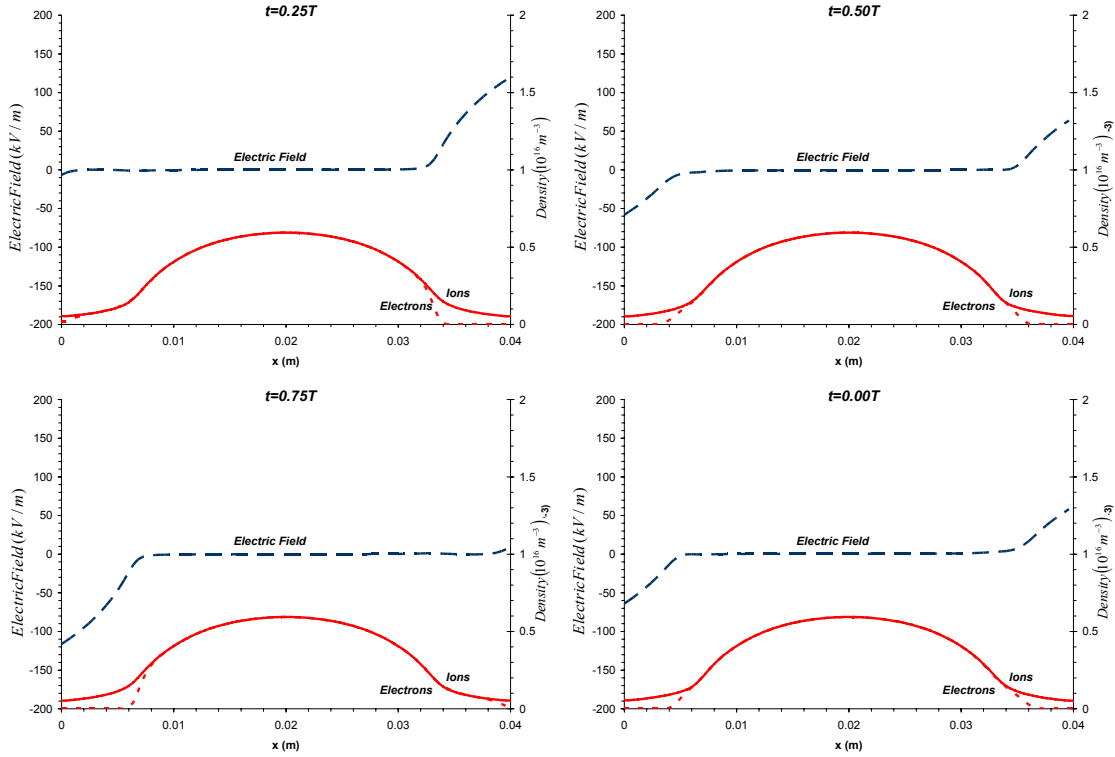 t=0.25T
200
150
100
50
0
-50
-100
-150
-200
ElectricField(kV / m)
2
1.5
1
0.5
0
Density(10^16 m^-3)
Electric Field
Ions
Electrons
0
0.01
0.02
0.03
0.04
x (m)
t=0.50T
200
150
100
50
0
-50
-100
-150
-200
ElectricField(kV / m)
2
1.5
1
0.5
0
Density(10^16 m^-3) -3)
Electric Field
Ions
Electrons
0
0.01
0.02
0.03
0.04
x (m)
t=0.75T
200
150
100
50
0
-50
-100
-150
-200
ElectricField(kV / m)
2
1.5
1
0.5
0
Density(10^16 m^-3) -3)
Electric Field
Ions
Electrons
0
0.01
0.02
0.03
0.04
x (m)
t=0.00T
200
150
100
50
0
-50
-100
-150
-200
ElectricField(kV / m)
2
1.5
1
0.5
0
Density(10^16 m^-3) -3)
Electric Field
Ions
Electrons
0
0.01
0.02
0.03
0.04
x (m)